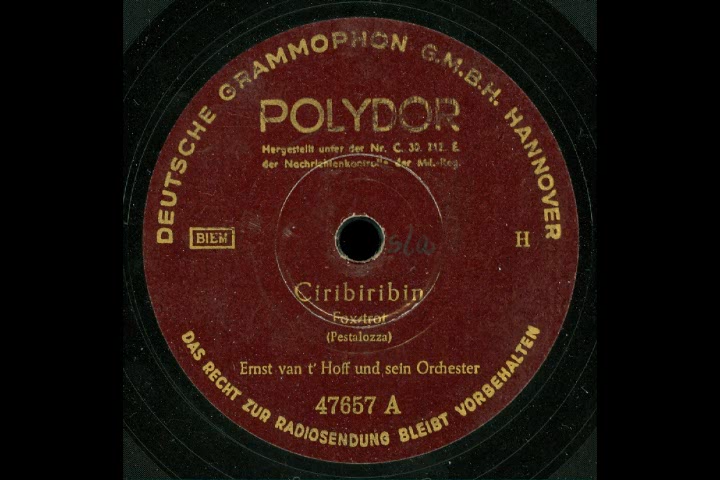 DEUTSCHE GRAMMOPHON G.M.B.H. HANNOVER
POLYDOR
Hergestellt unter der Nr. C. 30. 212. E.
der Nachrichtenkontrolle der Mil.-Reg.
BIEM
H
Ciribiribin
Foxtrot
(Pestalozza)
Ernst van t' Hoff und sein Orchester
47657 A
DAS RECHT ZUR RADIOSENDUNG BLEIBT VORBEHALTEN